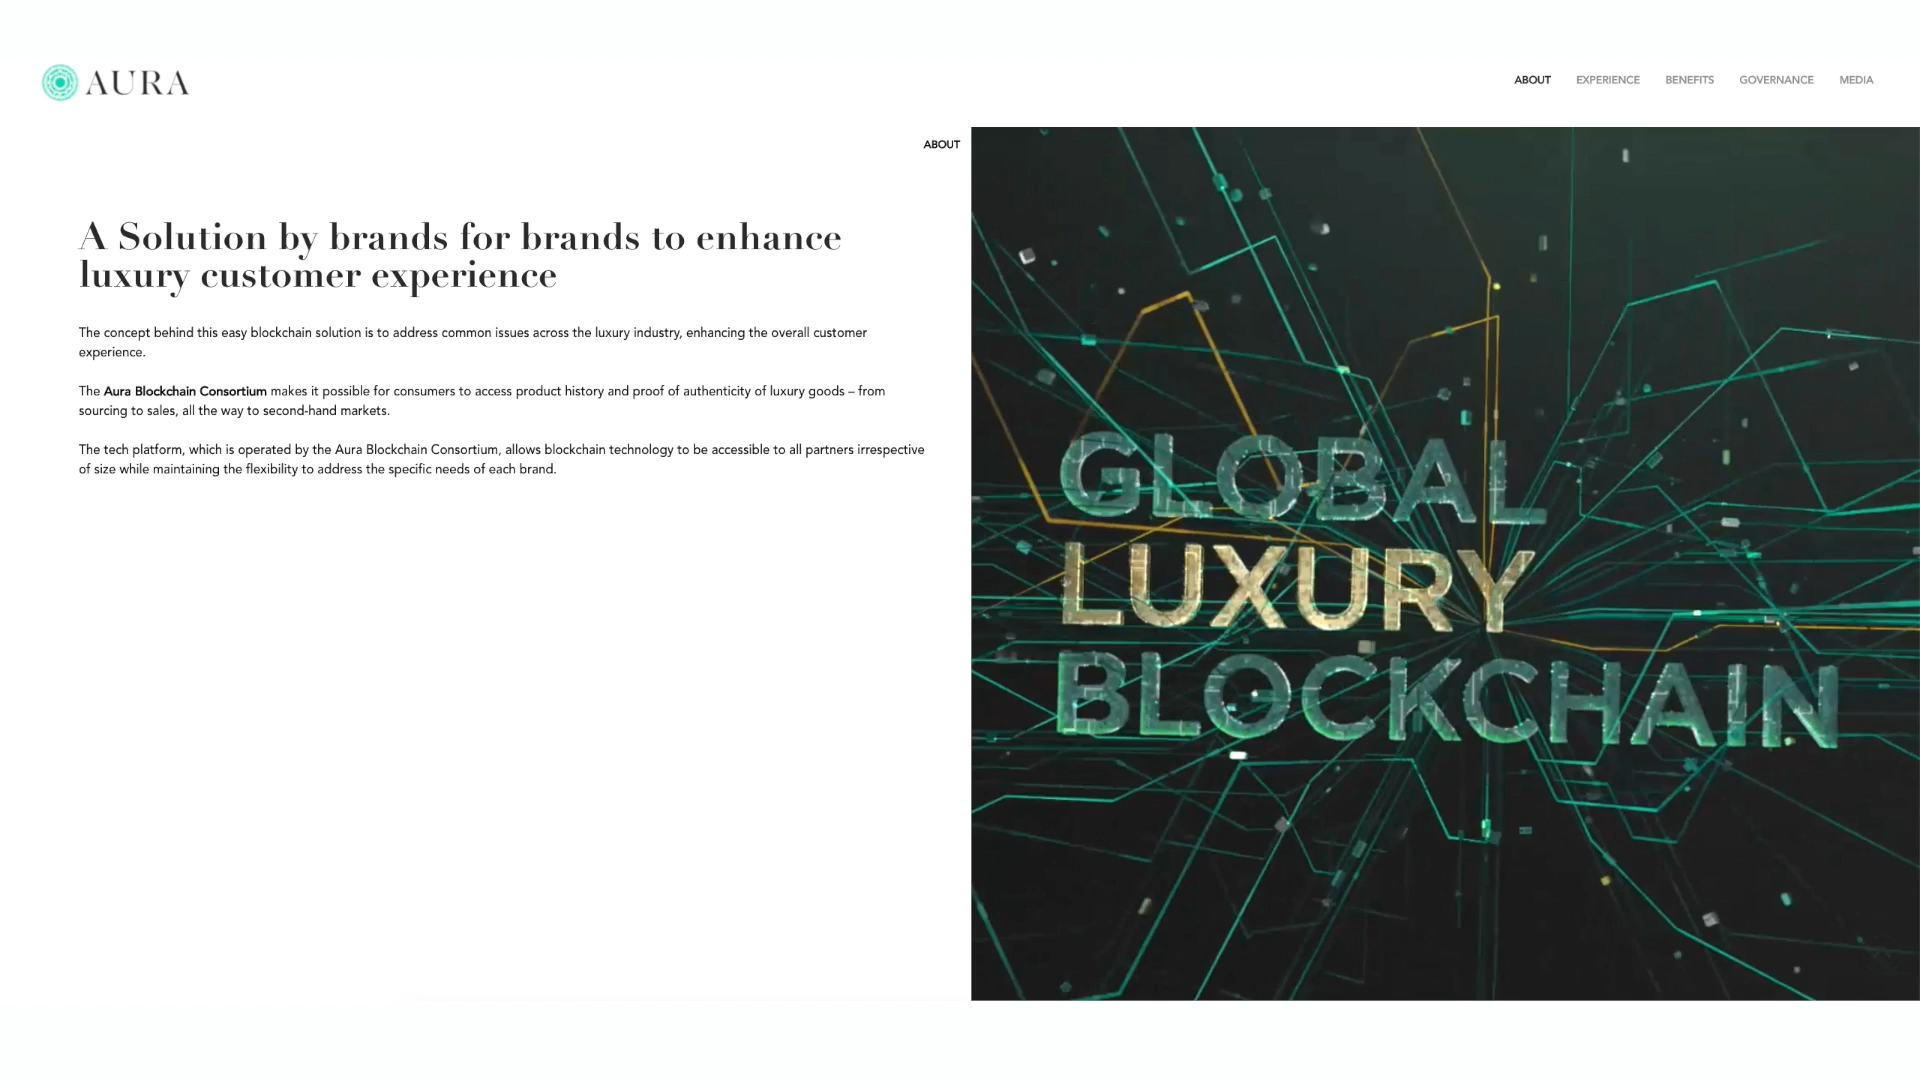 AURA
ABOUT EXPERIENCE BENEFITS GOVERNANCE MEDIA
ABOUT
A Solution by brands for brands to enhance
luxury customer experience
The concept behind this easy blockchain solution is to address common issues across the luxury industry, enhancing the overall customer
experience.
The Aura Blockchain Consortium makes it possible for consumers to access product history and proof of authenticity of luxury goods – from
sourcing to sales, all the way to second-hand markets.
The tech platform, which is operated by the Aura Blockchain Consortium, allows blockchain technology to be accessible to all partners irrespective
of size while maintaining the flexibility to address the specific needs of each brand.
GLOBAL
LUXURY
BLOCKCHAIN